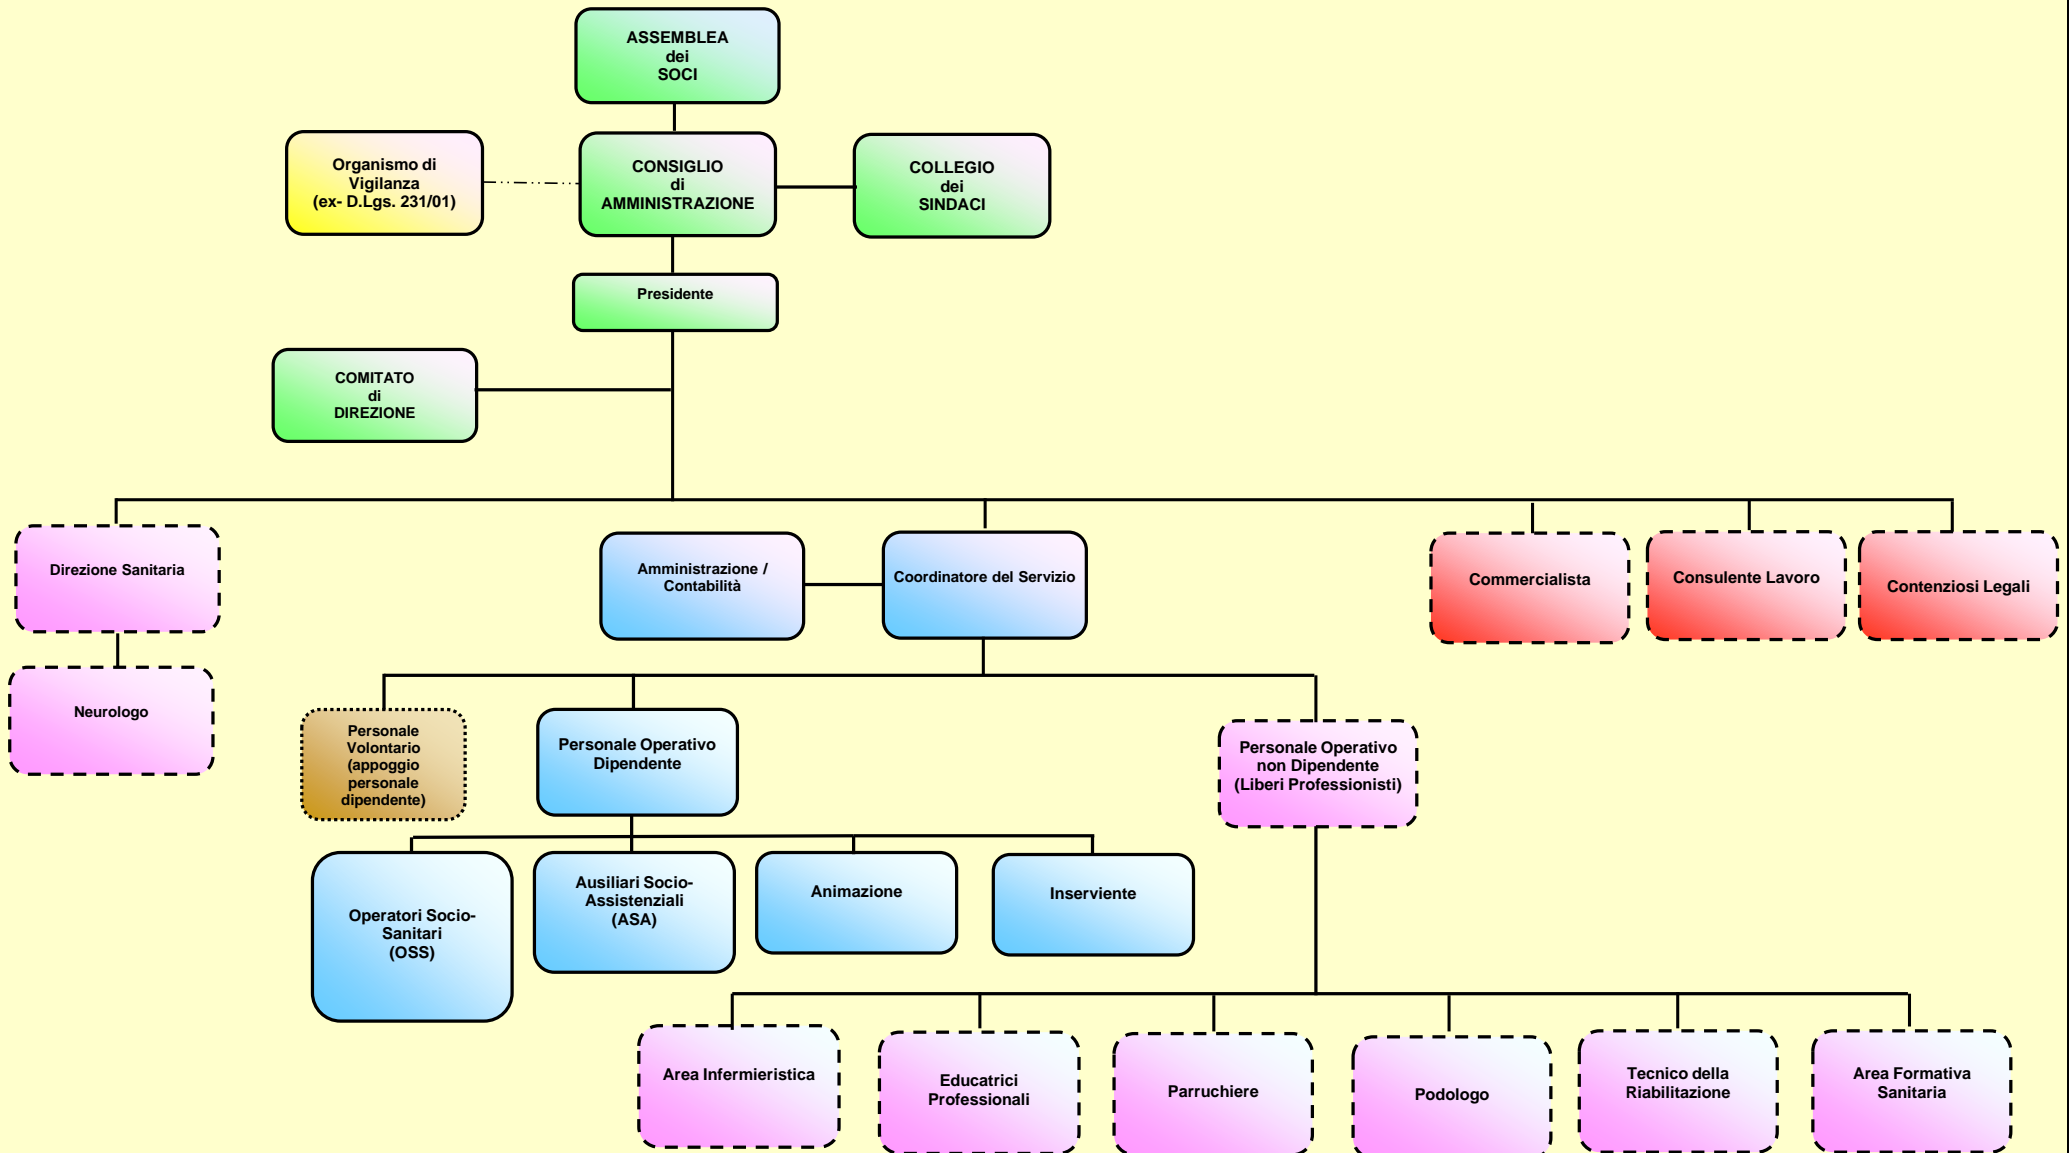 ASSEMBLEA
dei
SOCI
Organismo di
Vigilanza
(ex- D.Lgs. 231/01)
CONSIGLIO
di
AMMINISTRAZIONE
COLLEGIO
dei
SINDACI
Presidente
COMITATO
di
DIREZIONE
Direzione Sanitaria
Amministrazione /
Contabilità
Coordinatore del Servizio
Commercialista
Consulente Lavoro
Contenziosi Legali
Neurologo
Personale
Volontario
(appoggio
personale
dipendente)
Personale Operativo
Dipendente
Personale Operativo
non Dipendente
(Liberi Professionisti)
Operatori Socio-
Sanitari
(OSS)
Ausiliari Socio-
Assistenziali
(ASA)
Animazione
Inserviente
Area Infermieristica
Educatrici
Professionali
Parruchiere
Podologo
Tecnico della
Riabilitazione
Area Formativa
Sanitaria